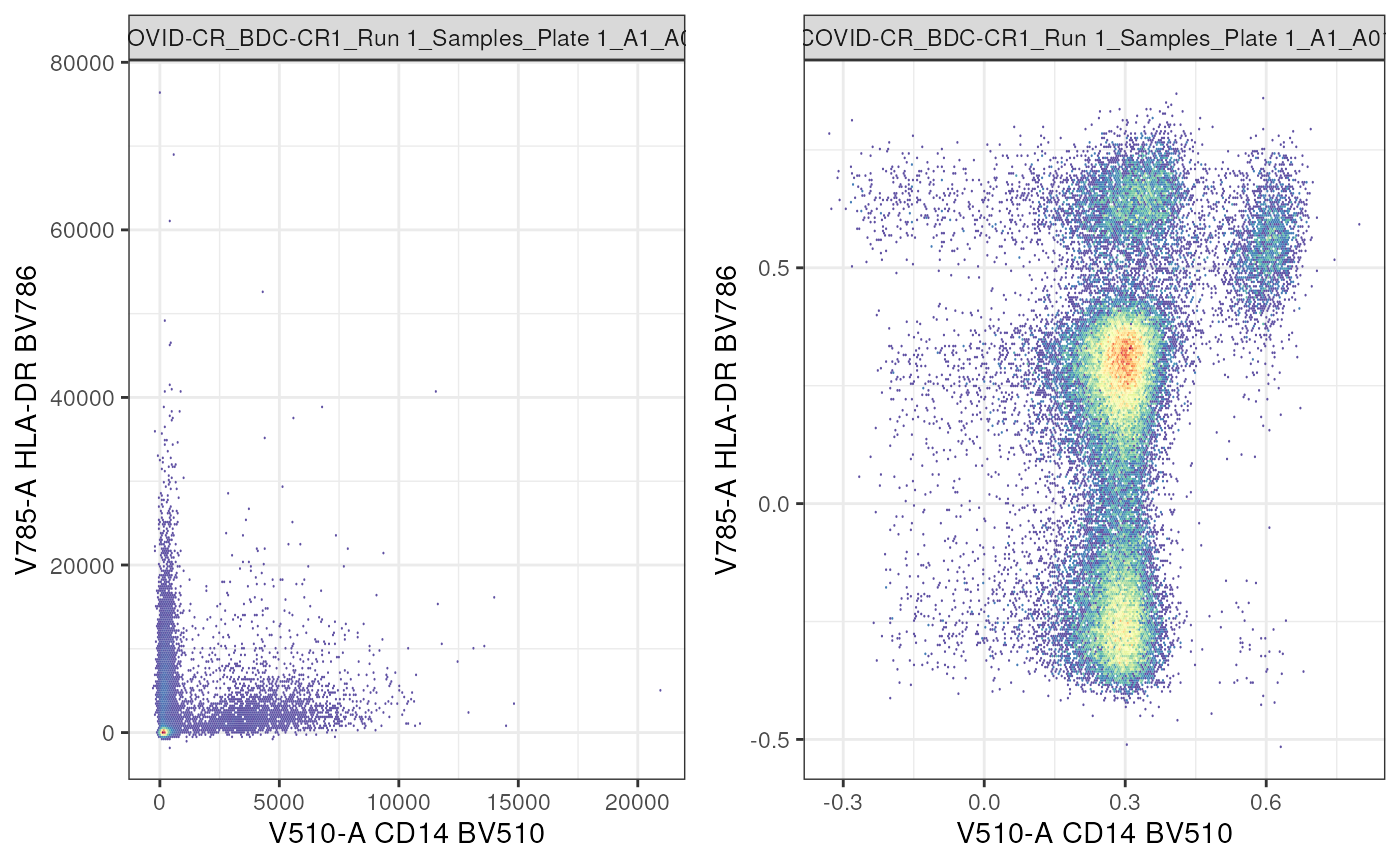 OVID-CR_BDC-CR1_Run 1_Samples_Plate 1_A1_A0
80000
60000
40000
20000
0
V785-A HLA-DR BV786
0 5000 10000 15000 20000
V510-A CD14 BV510
COVID-CR_BDC-CR1_Run 1_Samples_Plate 1_A1_A0
0.5
0.0
-0.5
V785-A HLA-DR BV786
-0.3 0.0 0.3 0.6
V510-A CD14 BV510